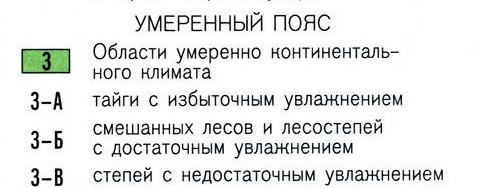 УМЕРЕННЫЙ ПОЯС
3 Области умеренно континенталь-
ного климата
3-А тайги с избыточным увлажнением
смешанных лесов и лесостепей
3-Б с достаточным увлажнением
3-В степей с недостаточным увлажнением